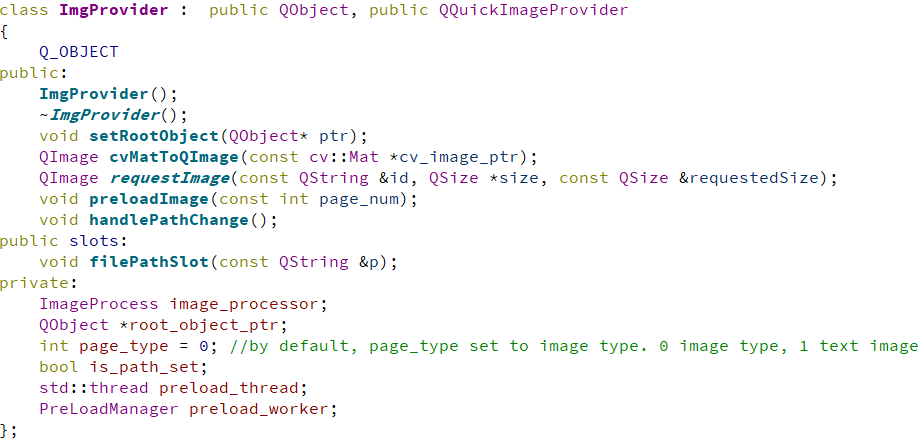 class ImgProvider :  public QObject, public QQuickImageProvider
{
    Q_OBJECT
public:
    ImgProvider();
    ~ImgProvider();
    void setRootObject(QObject* ptr);
    QImage cvMatToQImage(const cv::Mat *cv_image_ptr);
    QImage requestImage(const QString &id, QSize *size, const QSize &requestedSize);
    void preloadImage(const int page_num);
    void handlePathChange();
public slots:
    void filePathSlot(const QString &p);
private:
    ImageProcess image_processor;
    QObject *root_object_ptr;
    int page_type = 0; //by default, page_type set to image type. 0 image type, 1 text image
    bool is_path_set;
    std::thread preload_thread;
    PreLoadManager preload_worker;
};